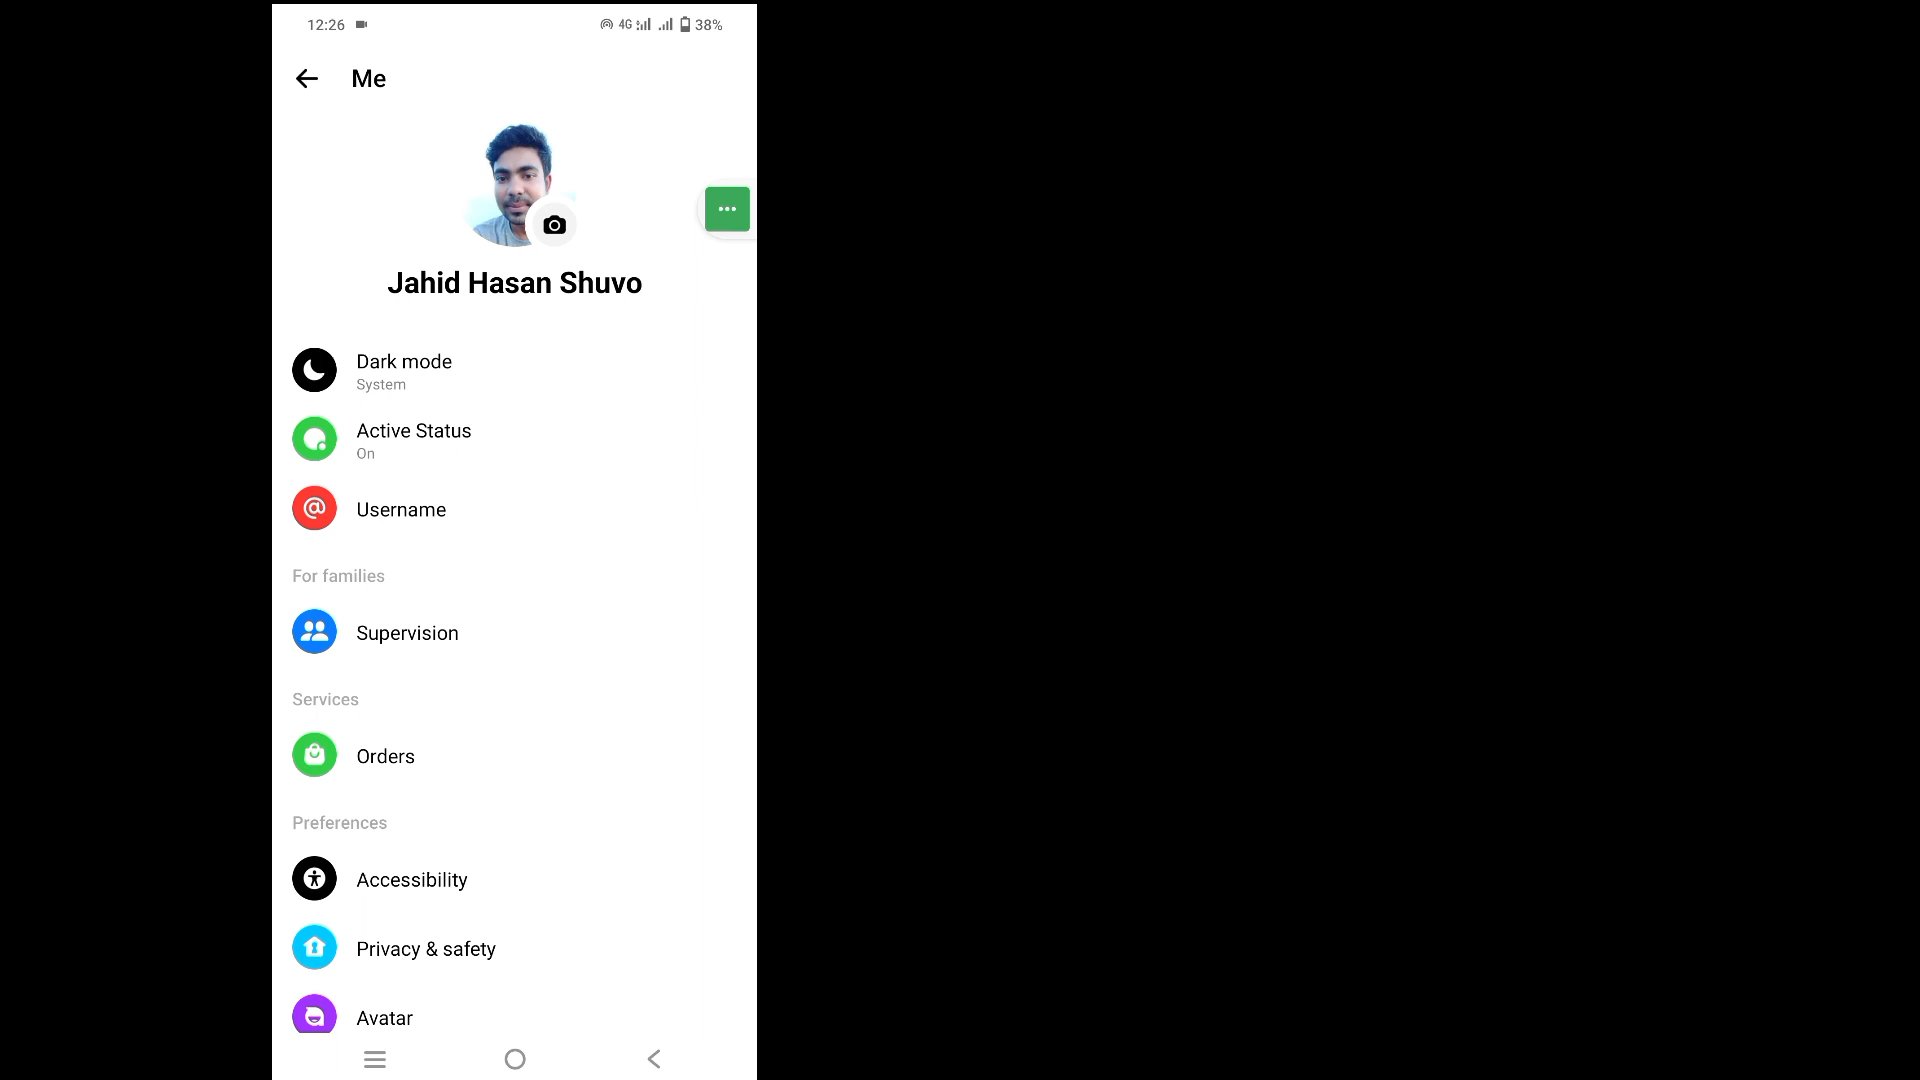 12:26 4G 38%
Me
Jahid Hasan Shuvo
Dark mode
System
Active Status
On
Username
For families
Supervision
Services
Orders
Preferences
Accessibility
Privacy & safety
Avatar